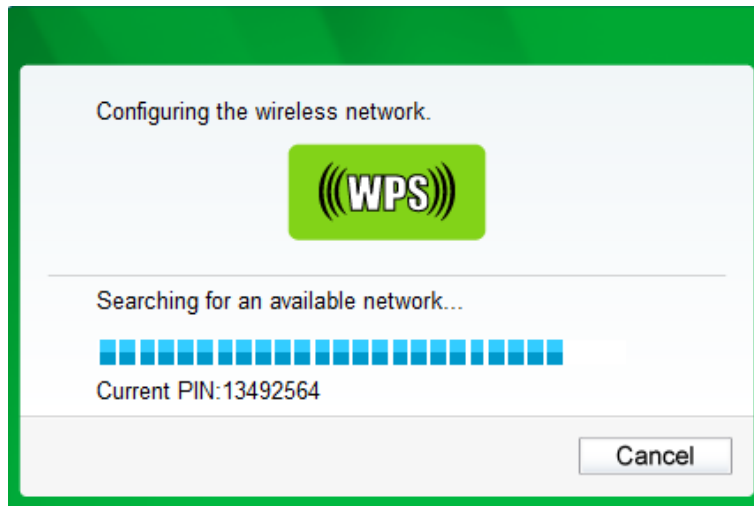 Configuring the wireless network.
(((WPS)))
Searching for an available network...
Current PIN:13492564
Cancel